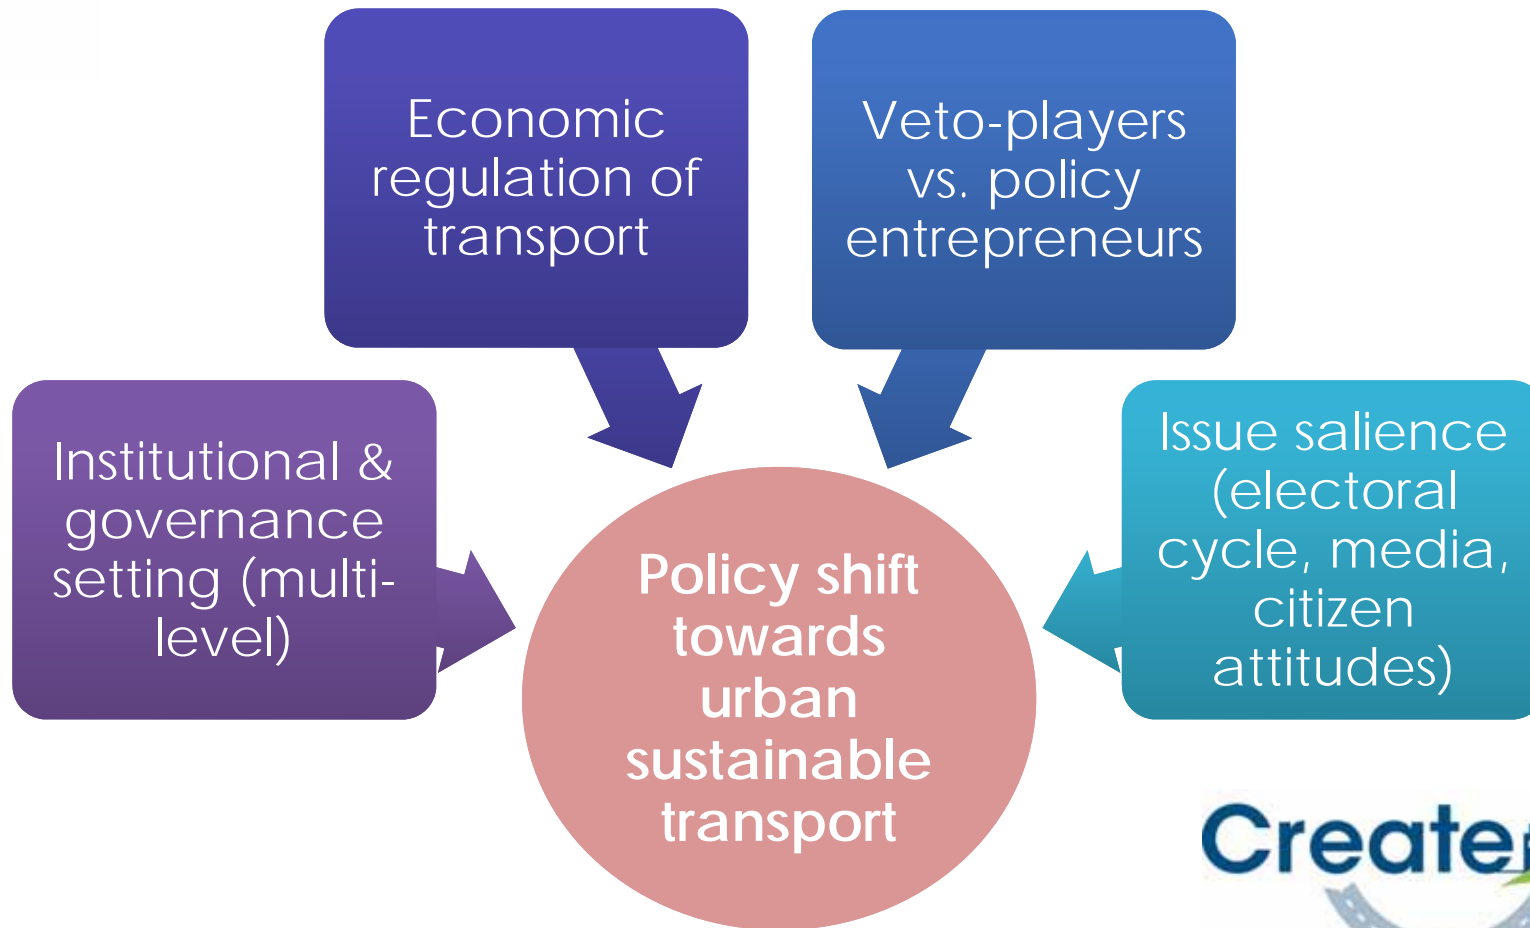 Economic
regulation of
transport
Veto-players
vs. policy
entrepreneurs
Institutional &
governance
setting (multi-
level)
Issue salience
(electoral
cycle, media,
citizen
attitudes)
Policy shift
towards
urban
sustainable
transport
Create